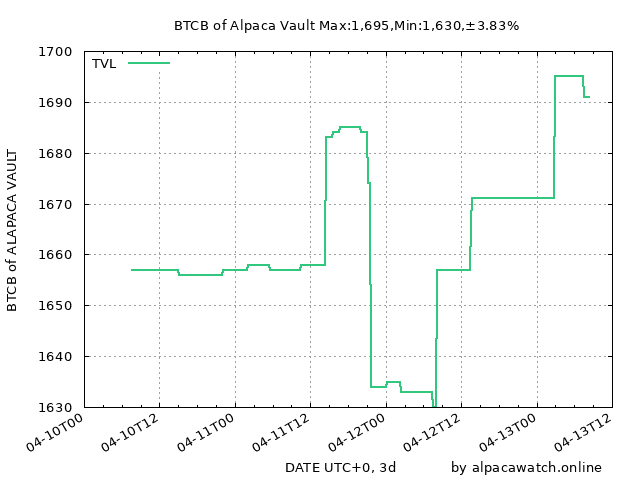 BTCB of Alpaca Vault Max:1,695,Min:1,630,±3.83%
TVL
BTCB of ALAPACA VAULT
1700
1690
1680
1670
1660
1650
1640
1630
04-10T00
04-10T12
04-11T00
04-11T12
04-12T00
04-12T12
04-13T00
04-13T12
DATE UTC+0, 3d
by alpacawatch.online